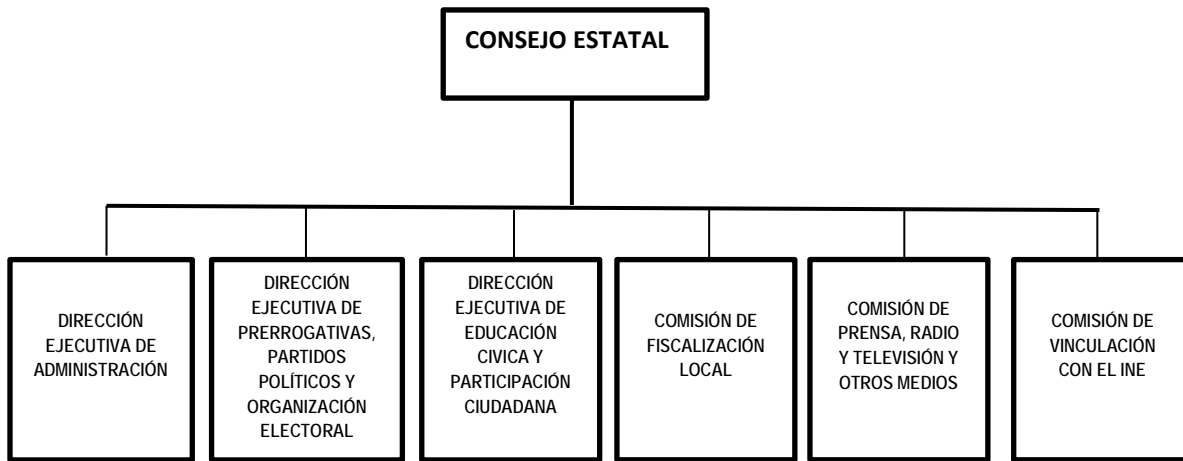 CONSEJO ESTATAL
DIRECCIÓN
EJECUTIVA DE
ADMINISTRACIÓN
DIRECCIÓN
EJECUTIVA DE
PRERROGATIVAS,
PARTIDOS
POLÍTICOS Y
ORGANIZACIÓN
ELECTORAL
DIRECCIÓN
EJECUTIVA DE
EDUCACIÓN
CIVICA Y
PARTICIPACIÓN
CIUDADANA
COMISIÓN DE
FISCALIZACIÓN
LOCAL
COMISIÓN DE
PRENSA, RADIO
Y TELEVISIÓN Y
OTROS MEDIOS
COMISIÓN DE
VINCULACIÓN
CON EL INE